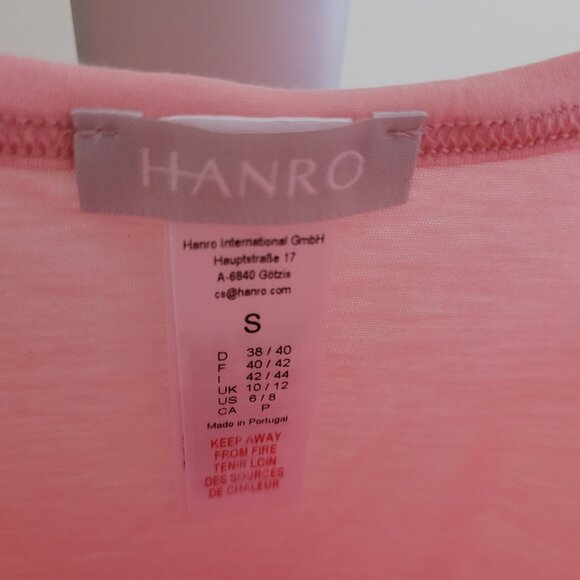 HANRO
Hanro International GmbH
Hauptstraße 17
A-6840 Götzis
cs@hanro.com
S
D 38 / 40
F 40 / 42
I 42 / 44
UK 10 / 12
US 6 / 8
CA P
Made in Portugal
KEEP AWAY
FROM FIRE
TENIR LOIN
DES SOURCES
DE CHALEUR